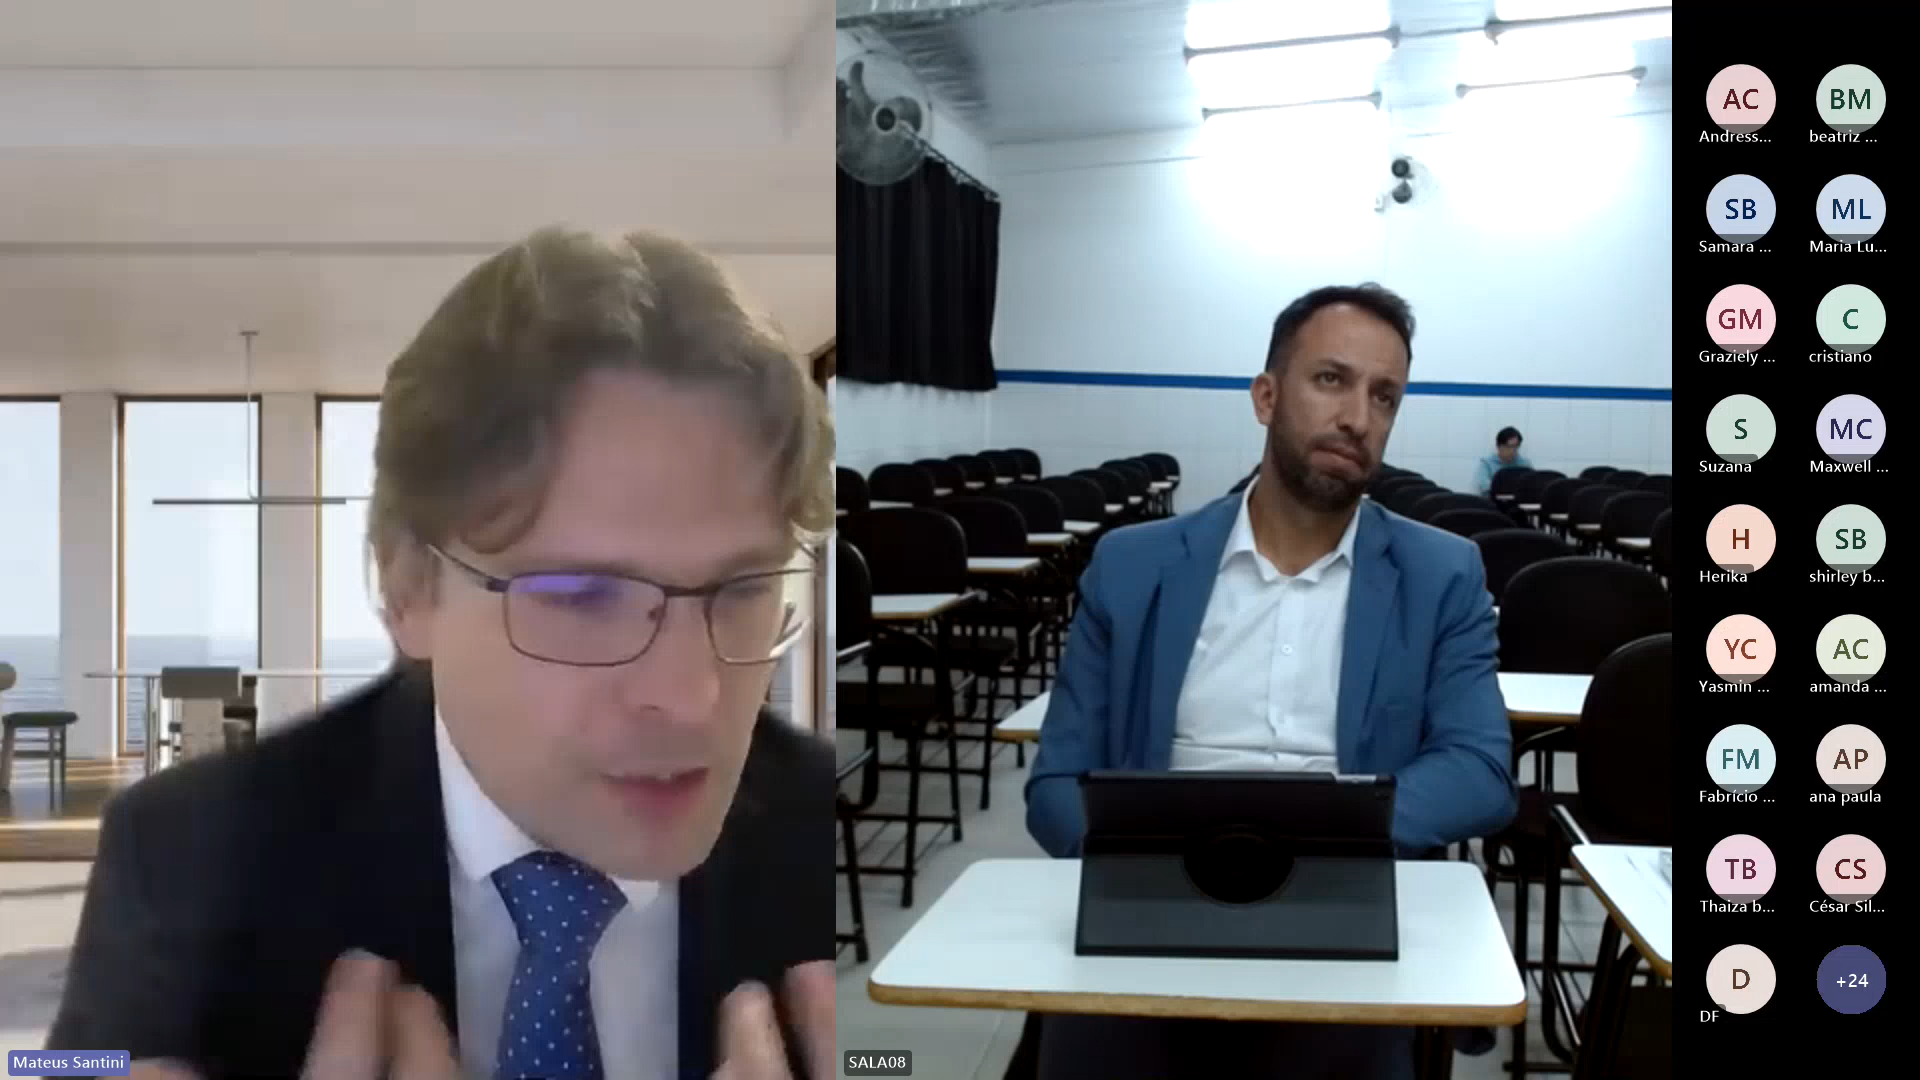 Mateus Santini
SALA08
AC
Andress...
BM
beatriz ...
SB
Samara ...
ML
Maria Lu...
GM
Graziely ...
C
cristiano
S
Suzana
MC
Maxwell ...
H
Herika
SB
shirley b...
YC
Yasmin ...
AC
amanda ...
FM
Fabrício ...
AP
ana paula
TB
Thaiza b...
CS
César Sil...
D
DF
+24